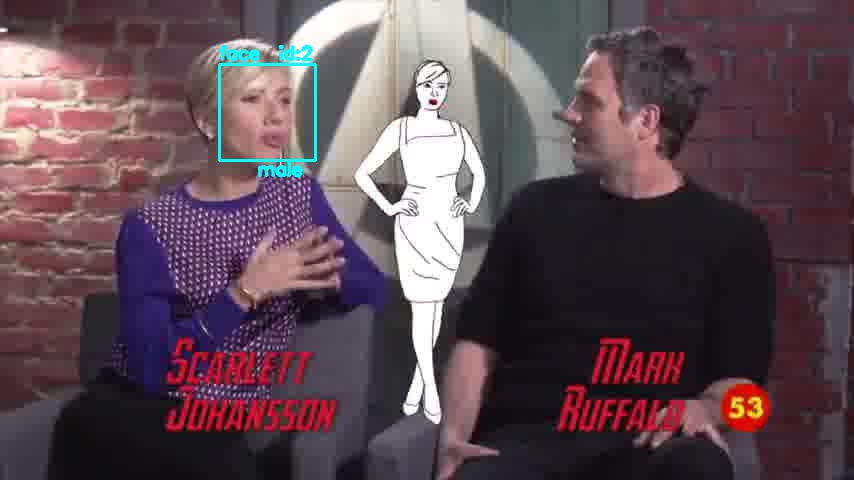 face id:2
male
SCARLETT
JOHANSSON
MARK
RUFFALO
53